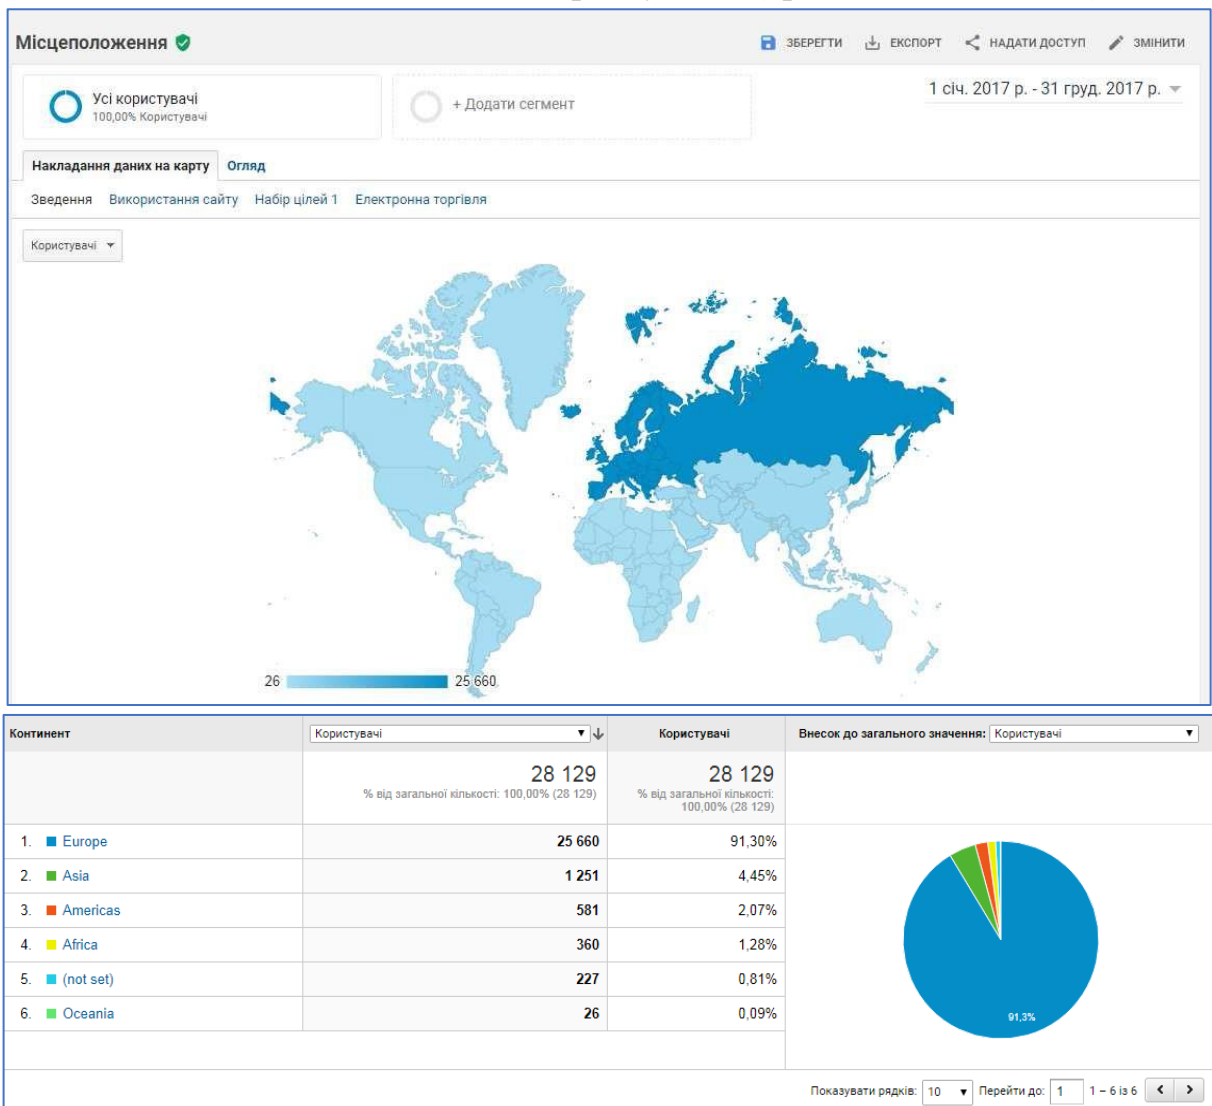 Місцеположення
ЗБЕРЕГТИ ЕКСПОРТ НАДАТИ ДОСТУП ЗМІНИТИ
Усі користувачі
100,00% Користувачі
+ Додати сегмент
1 січ. 2017 р. - 31 груд. 2017 р.
Накладання даних на карту Огляд
Зведення Використання сайту Набір цілей 1 Електронна торгівля
Користувачі
26 25 660
Континент Користувачі Користувачі Внесок до загального значення: Користувачі
28 129 28 129
% від загальної кількості: 100,00% (28 129) % від загальної кількості:
100,00% (28 129)
1. Europe 25 660 91,30%
2. Asia 1 251 4,45%
3. Americas 581 2,07%
4. Africa 360 1,28%
5. (not set) 227 0,81%
6. Oceania 26 0,09%
91,3%
Показувати рядків: 10 Перейти до: 1 1 – 6 із 6